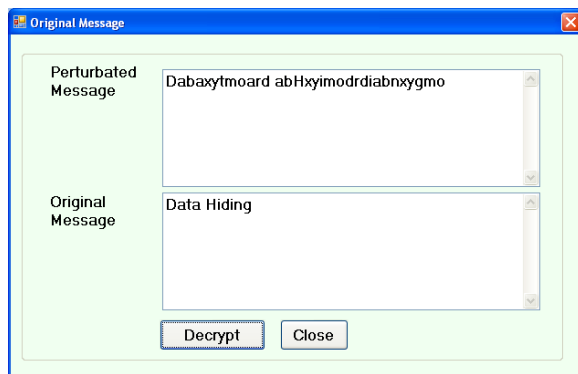 Original Message
Perturbated
Message
Dabaxytmoard abHxyimodrdiabnxygmo
Original
Message
Data Hiding
Decrypt Close